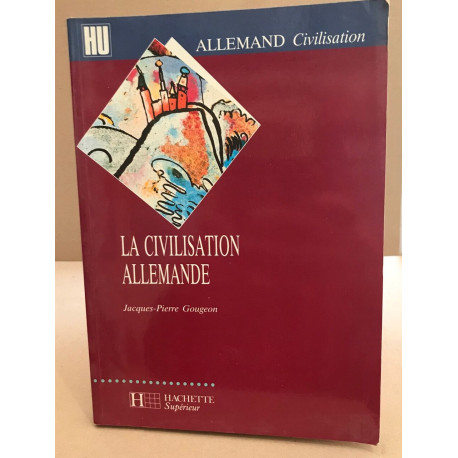 HU
ALLEMAND Civilisation
LA CIVILISATION
ALLEMANDE
Jacques-Pierre Gougeon
H HACHETTE
Supérieur